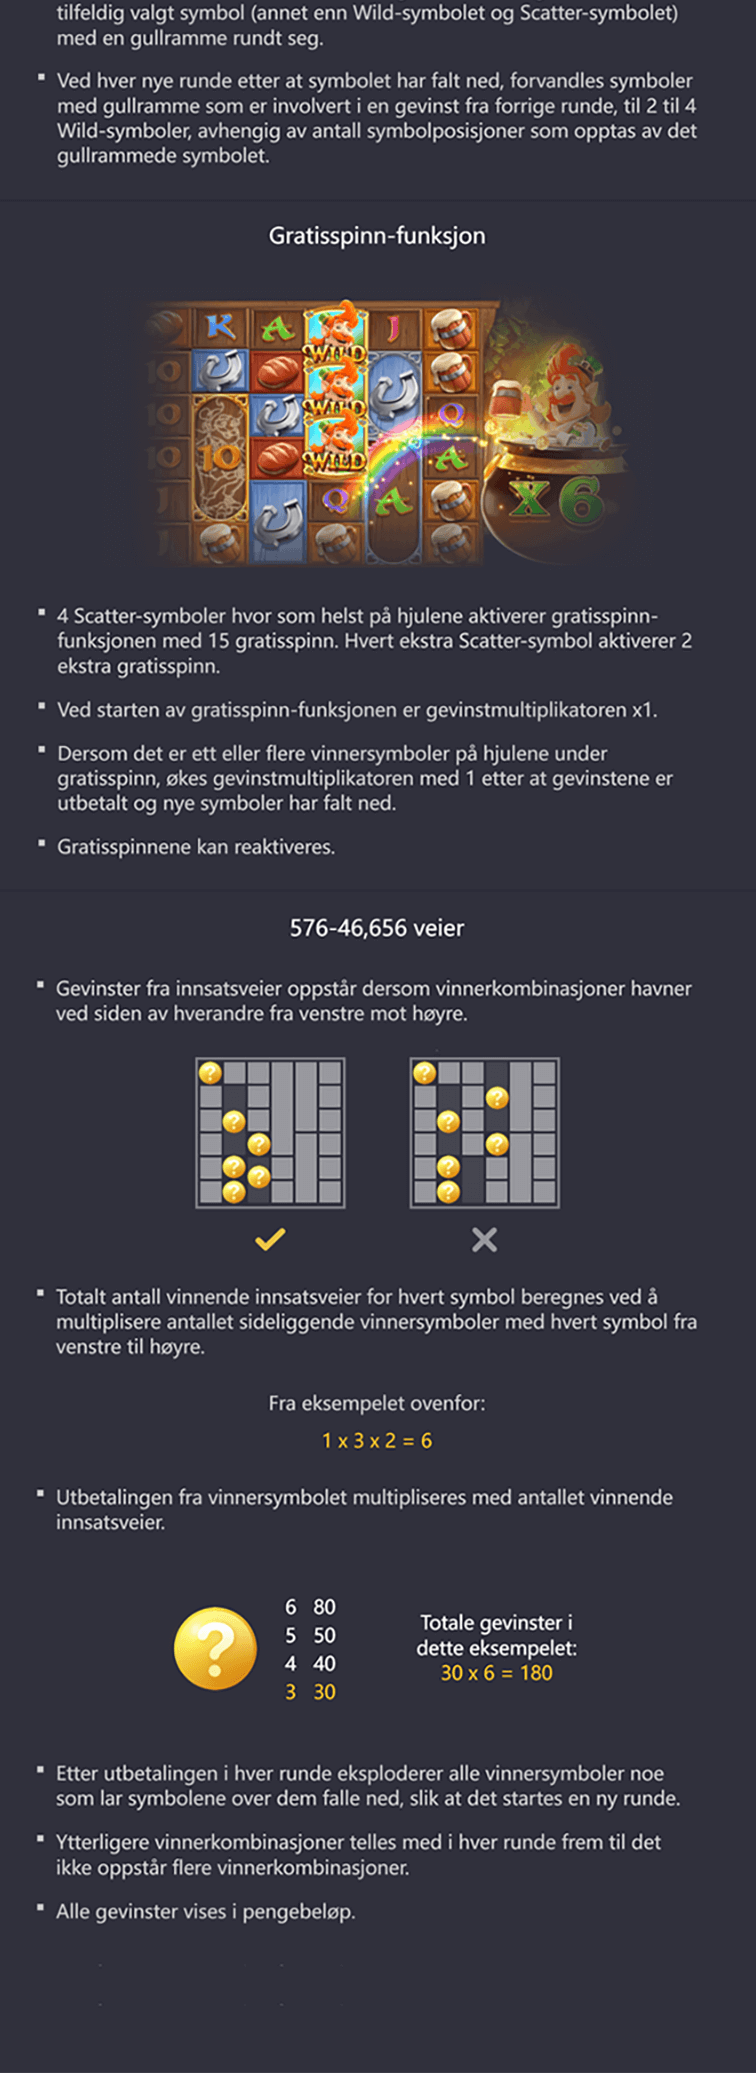 tilfeldig valgt symbol (annet enn Wild-symbolet og Scatter-symbolet)
med en gullramme rundt seg.
Ved hver nye runde etter at symbolet har falt ned, forvandles symboler
med gullramme som er involvert i en gevinst fra forrige runde, til 2 til 4
Wild-symboler, avhengig av antall symbolposisjoner som opptas av det
gullrammede symbolet.
Gratisspinn-funksjon
K A J
WILD
10
WILD
10 Q
10 10 WILD A
J Q A X6
J
4 Scatter-symboler hvor som helst på hjulene aktiverer gratisspinn-
funksjonen med 15 gratisspinn. Hvert ekstra Scatter-symbol aktiverer 2
ekstra gratisspinn.
Ved starten av gratisspinn-funksjonen er gevinstmultiplikatoren x1.
Dersom det er ett eller flere vinnersymboler på hjulene under
gratisspinn, økes gevinstmultiplikatoren med 1 etter at gevinstene er
utbetalt og nye symboler har falt ned.
Gratisspinnene kan reaktiveres.
576-46,656 veier
Gevinster fra innsatsveier oppstår dersom vinnerkombinasjoner havner
ved siden av hverandre fra venstre mot høyre.
? ?
?
? ?
? ?
? ? ?
? ?
Totalt antall vinnende innsatsveier for hvert symbol beregnes ved å
multiplisere antallet sideliggende vinnersymboler med hvert symbol fra
venstre til høyre.
Fra eksempelet ovenfor:
1 x 3 x 2 = 6
Utbetalingen fra vinnersymbolet multipliseres med antallet vinnende
innsatsveier.
?
6 80
5 50
4 40
3 30
Totale gevinster i
dette eksempelet:
30 x 6 = 180
Etter utbetalingen i hver runde eksploderer alle vinnersymboler noe
som lar symbolene over dem falle ned, slik at det startes en ny runde.
Ytterligere vinnerkombinasjoner telles med i hver runde frem til det
ikke oppstår flere vinnerkombinasjoner.
Alle gevinster vises i pengebeløp.